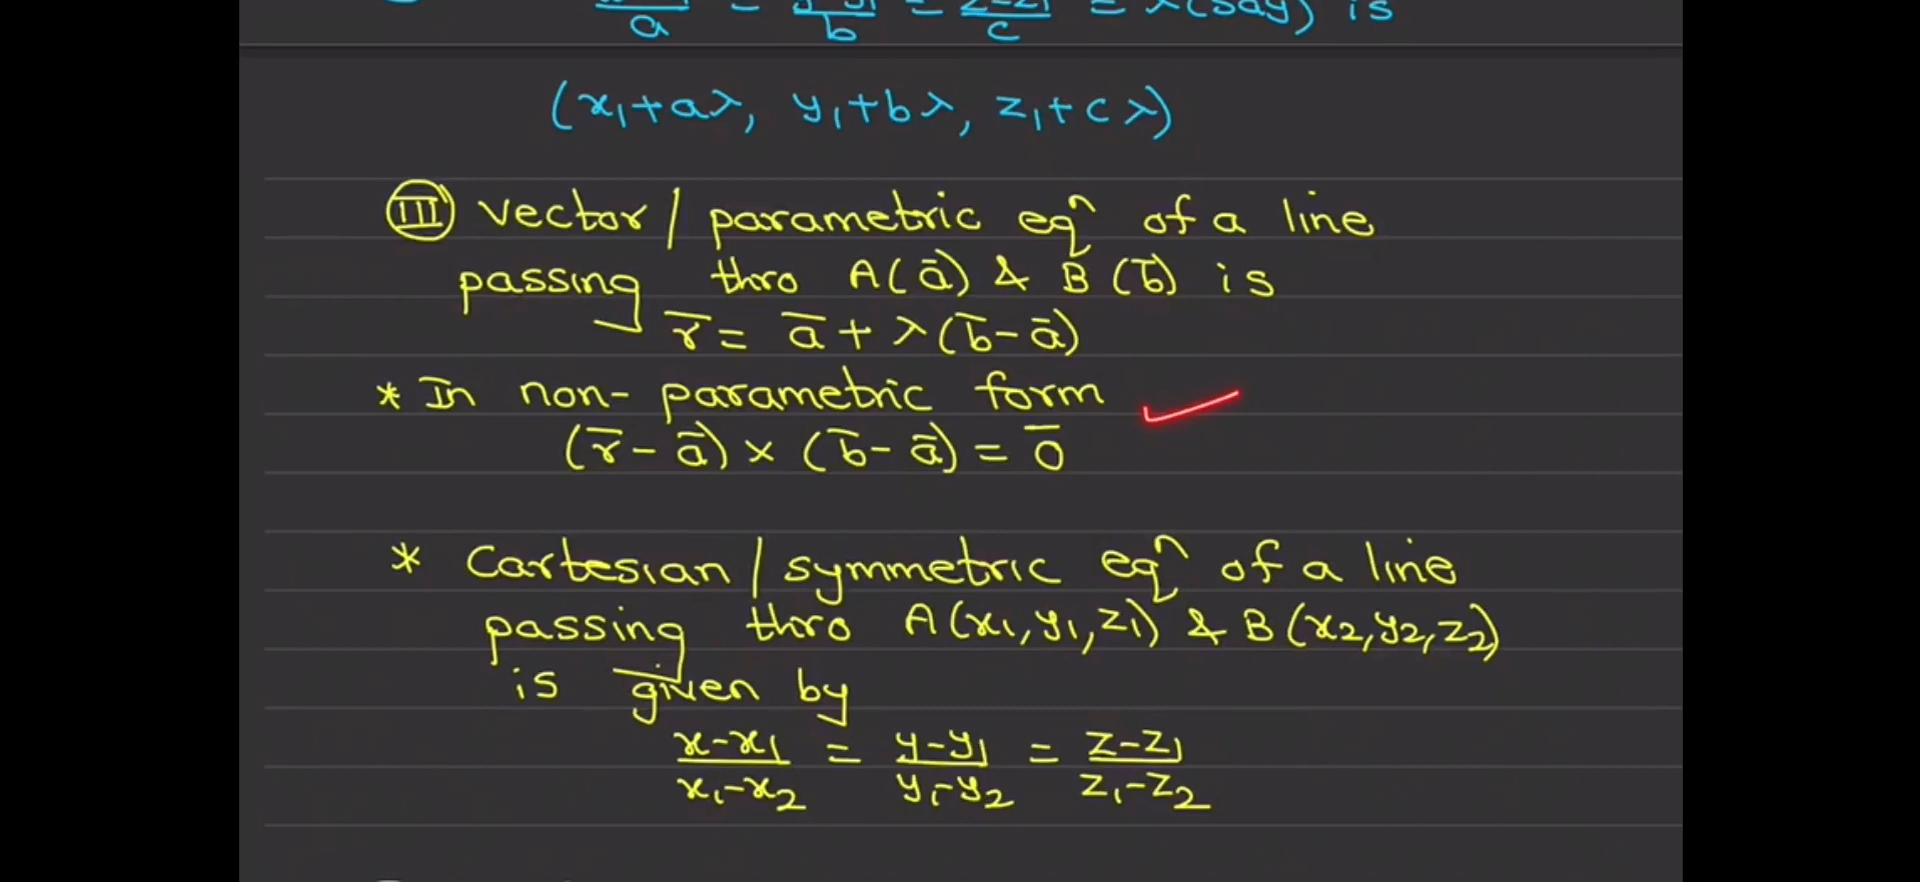 a b c = λ (say) is
(x₁+aλ, y₁+bλ, z₁+cλ)
III vector / parametric eqⁿ of a line
passing thro A(ā) & B(b̄) is
r̄ = ā + λ(b̄-ā)
* In non-parametric form
(r̄-ā) × (b̄-ā) = 0̄
* Cartesian / symmetric eqⁿ of a line
passing thro A(x₁,y₁,z₁) & B(x₂,y₂,z₂)
is given by
x-x₁/x₁-x₂ = y-y₁/y₁-y₂ = z-z₁/z₁-z₂